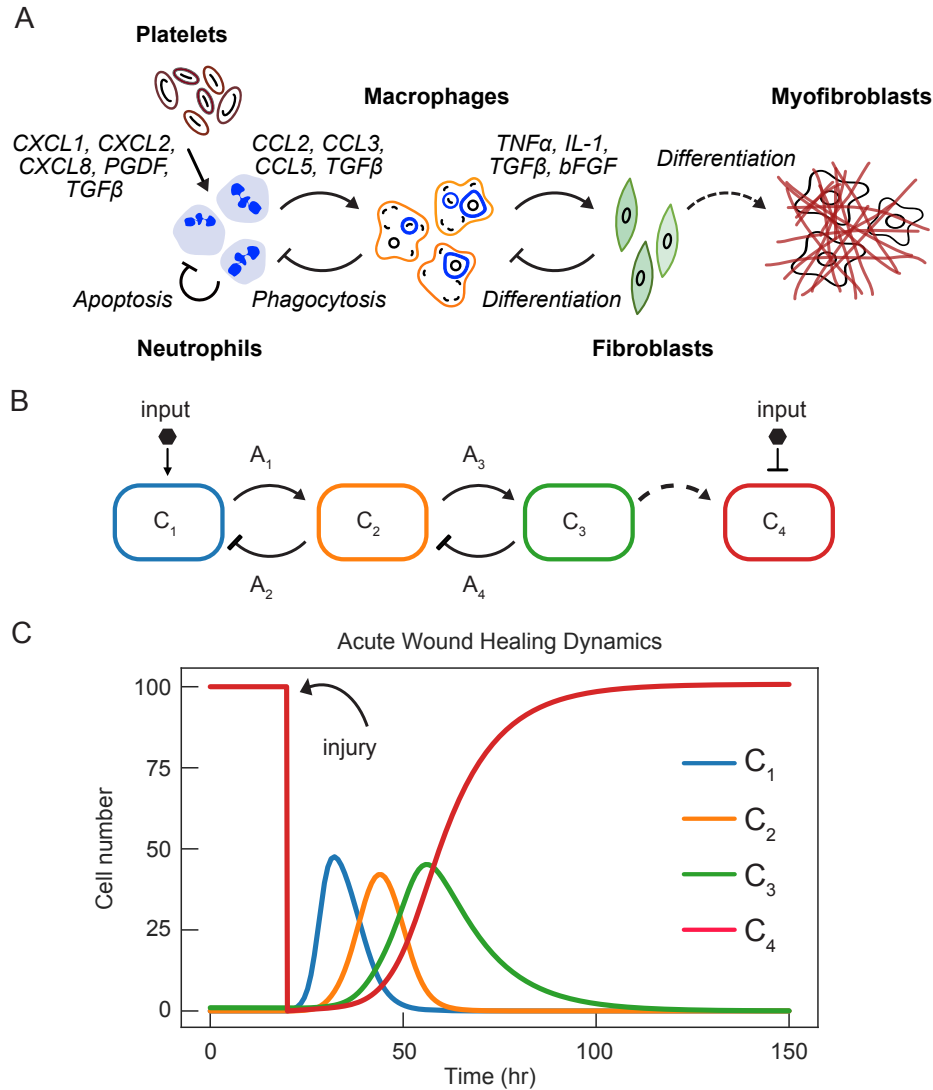 A
Platelets
Macrophages
Myofibroblasts
CXCL1, CXCL2,
CXCL8, PGDF,
TGFβ
CCL2, CCL3,
CCL5, TGFβ
TNFα, IL-1,
TGFβ, bFGF
Differentiation
Apoptosis
Phagocytosis
Differentiation
Neutrophils
Fibroblasts
B
input
input
A₁
A₃
C₁
C₂
C₃
C₄
A₂
A₄
C
Acute Wound Healing Dynamics
Cell number
100
75
50
25
0
injury
C₁
C₂
C₃
C₄
0
50
100
150
Time (hr)